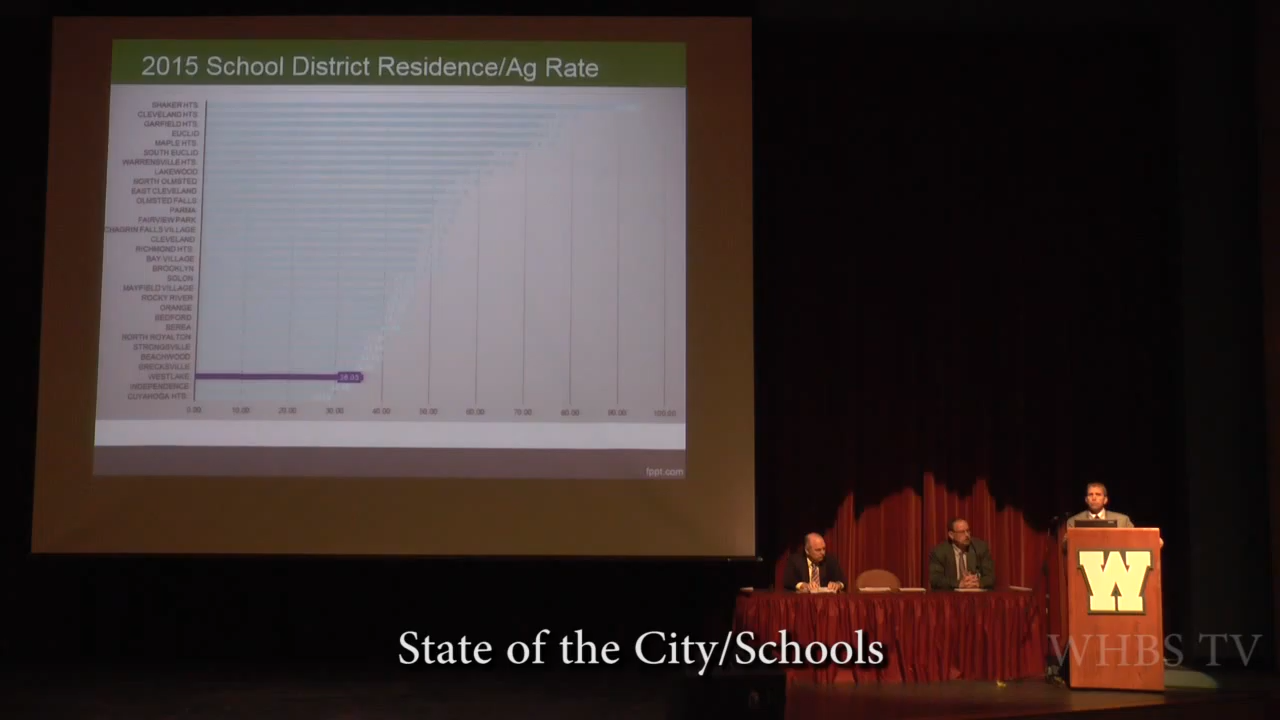 2015 School District Residence/Ag Rate
SHAKER HTS
CLEVELAND HTS
GARFIELD HTS
EUCLID
MAPLE HTS
SOUTH EUCLID
WARRENSVILLE HTS
LAKEWOOD
NORTH OLMSTED
EAST CLEVELAND
OLMSTED FALLS
PARMA
FAIRVIEW PARK
CHAGRIN FALLS VILLAGE
CLEVELAND
RICHMOND HTS
BAY VILLAGE
BROOKLYN
SOLON
MAYFIELD VILLAGE
ROCKY RIVER
ORANGE
BEDFORD
BEREA
NORTH ROYALTON
STRONGSVILLE
BEACHWOOD
BRECKSVILLE
WESTLAKE
INDEPENDENCE
CUYAHOGA HTS.
0.00 10.00 20.00 30.00 40.00 50.00 60.00 70.00 80.00 90.00 100.00
fppt.com
W
State of the City/Schools
WHBS TV